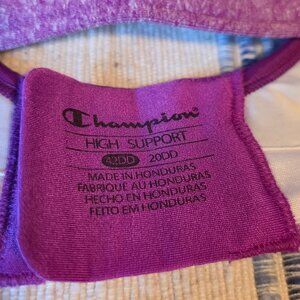 Champion
HIGH SUPPORT
42DD 20DD
MADE IN HONDURAS
FABRIQUÉ AU HONDURAS
HECHO EN HONDURAS
FEITO EM HONDURAS